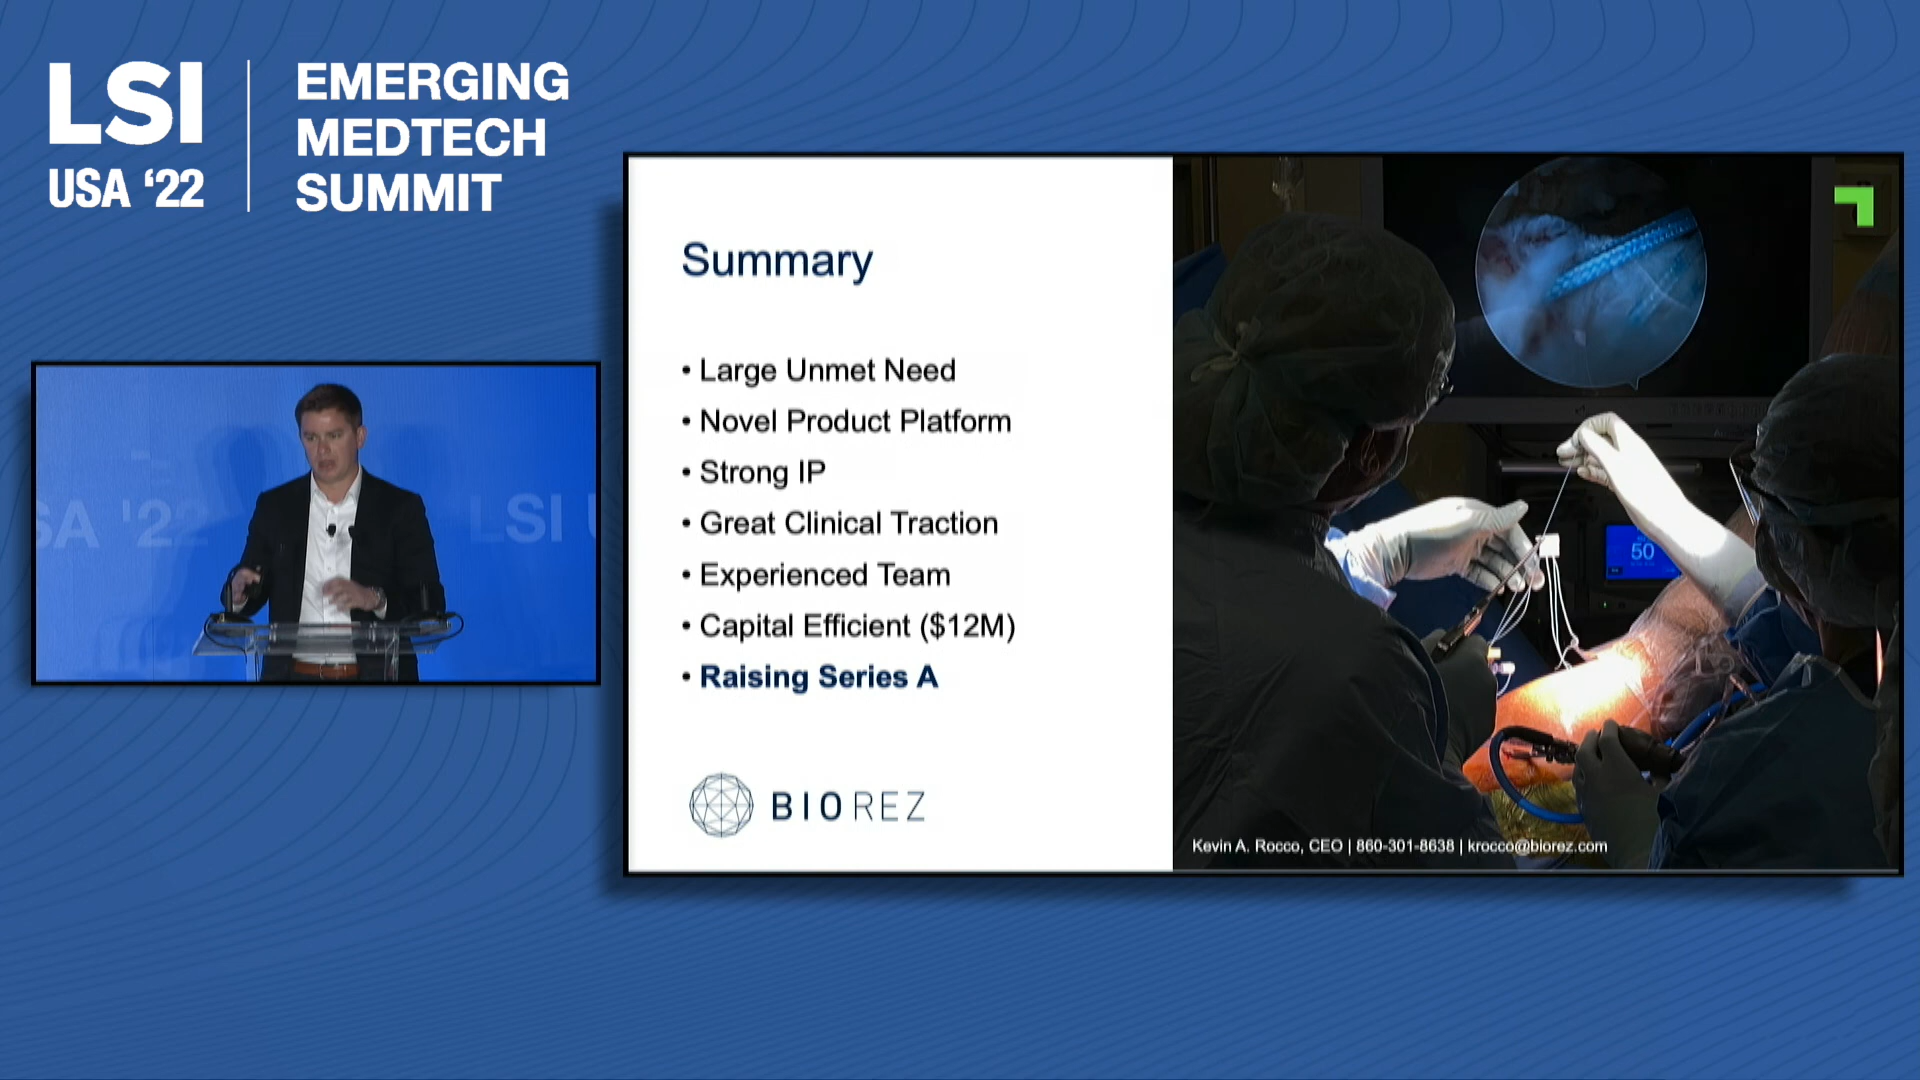 LSI
USA ‘22
EMERGING
MEDTECH
SUMMIT
SA '22
LSI U
Summary
• Large Unmet Need
• Novel Product Platform
• Strong IP
• Great Clinical Traction
• Experienced Team
• Capital Efficient ($12M)
• Raising Series A
BIOREZ
50
Kevin A. Rocco, CEO | 860-301-8638 | krocco@biorez.com